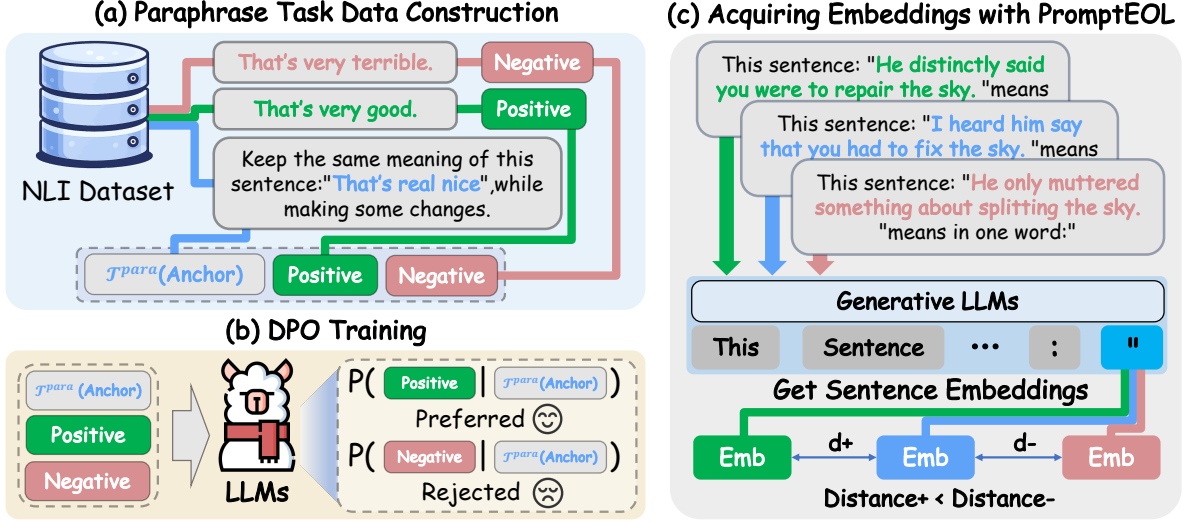 (a) Paraphrase Task Data Construction
That's very terrible.
Negative
That's very good.
Positive
NLI Dataset
Keep the same meaning of this
sentence:"That's real nice",while
making some changes.
𝒯^para(Anchor)
Positive
Negative
(b) DPO Training
𝒯^para (Anchor)
Positive
Negative
LLMs
P( Positive | 𝒯^para(Anchor) )
Preferred
P( Negative | 𝒯^para(Anchor) )
Rejected
(c) Acquiring Embeddings with PromptEOL
This sentence: "He distinctly said
you were to repair the sky. "means
This sentence: "I heard him say
that you had to fix the sky. "means
This sentence: "He only muttered
something about splitting the sky.
"means in one word:"
Generative LLMs
This Sentence ··· : "
Get Sentence Embeddings
Emb d+ Emb d- Emb
Distance+ < Distance-